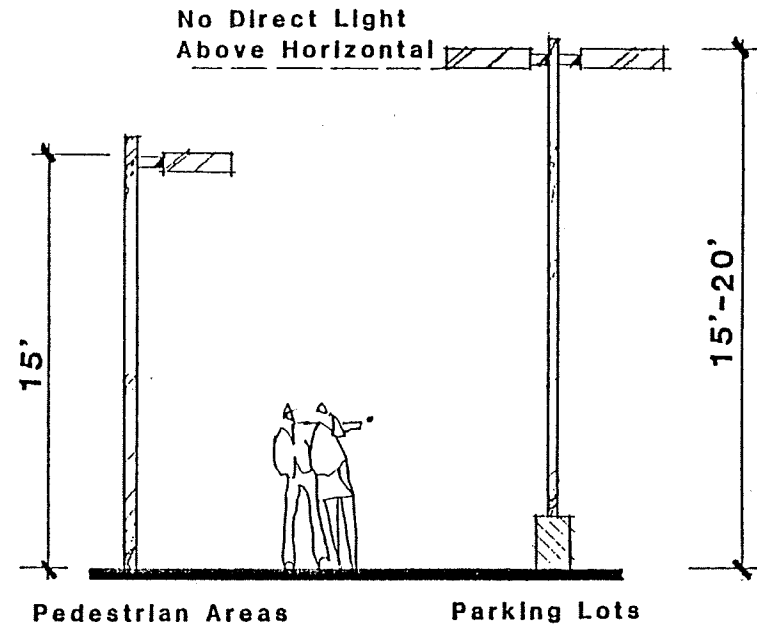 No Direct Light
Above Horizontal
15'
15'-20'
Pedestrian Areas
Parking Lots